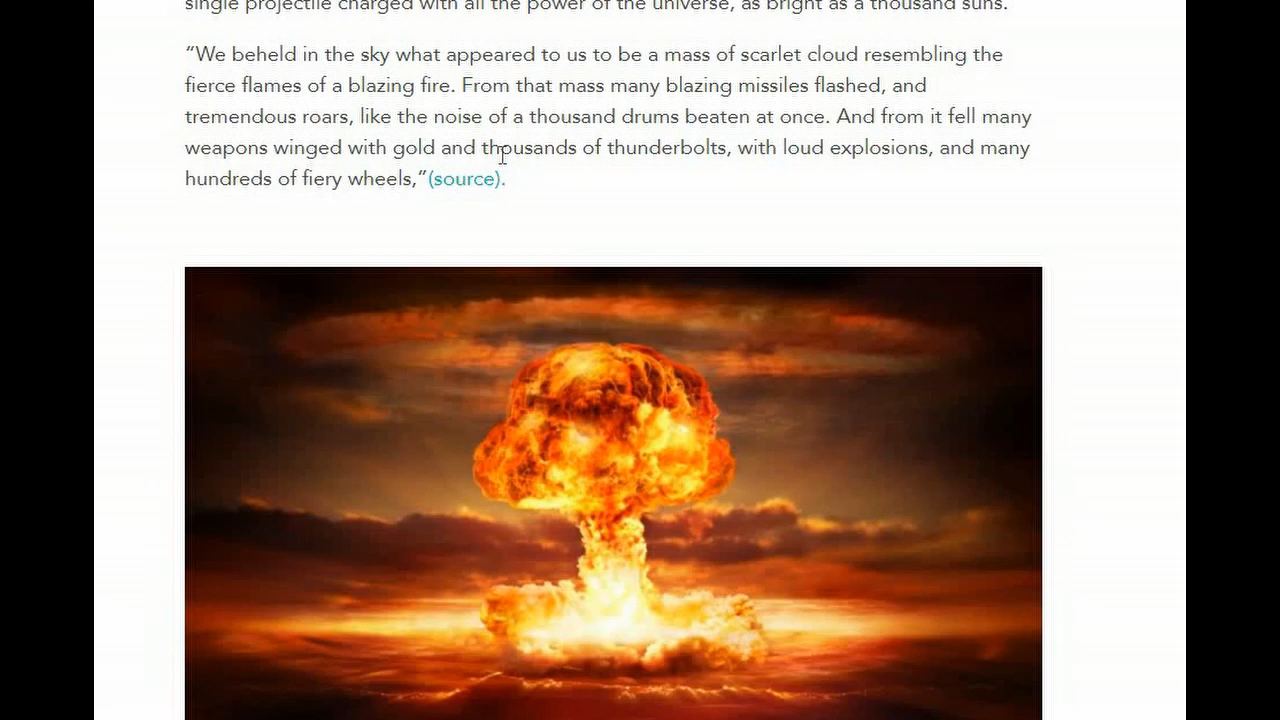 single projectile charged with all the power of the universe, as bright as a thousand suns.
“We beheld in the sky what appeared to us to be a mass of scarlet cloud resembling the
fierce flames of a blazing fire. From that mass many blazing missiles flashed, and
tremendous roars, like the noise of a thousand drums beaten at once. And from it fell many
weapons winged with gold and thousands of thunderbolts, with loud explosions, and many
hundreds of fiery wheels,”(source).